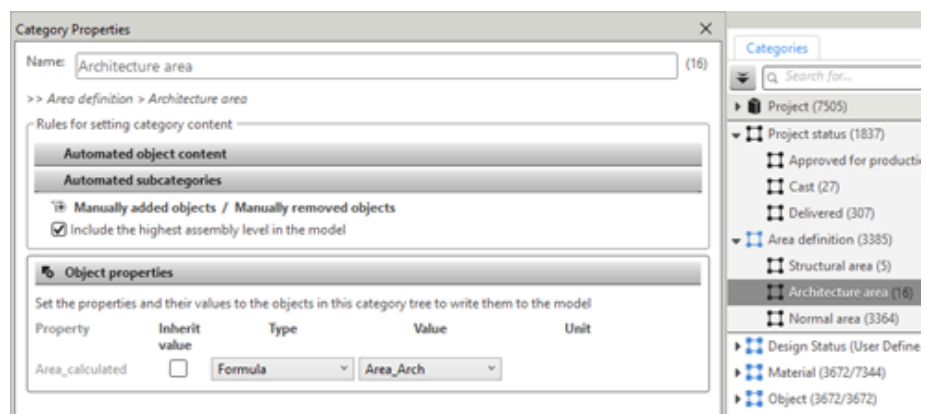 Category Properties
Name: Architecture area (16)
>> Area definition > Architecture area
Rules for setting category content
Automated object content
Automated subcategories
Manually added objects / Manually removed objects
Include the highest assembly level in the model
Object properties
Set the properties and their values to the objects in this category tree to write them to the model
Property Inherit value Type Value Unit
Area_calculated Formula Area_Arch
Categories
Search for...
Project (7505)
Project status (1837)
Approved for producti
Cast (27)
Delivered (307)
Area definition (3385)
Structural area (5)
Architecture area (16)
Normal area (3364)
Design Status (User Define
Material (3672/7344)
Object (3672/3672)